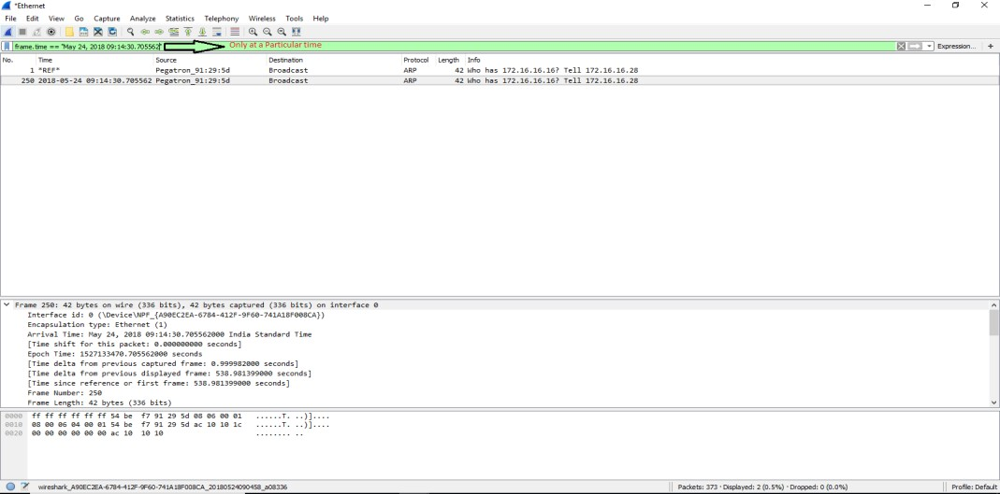 *Ethernet
File Edit View Go Capture Analyze Statistics Telephony Wireless Tools Help
frame.time == "May 24, 2018 09:14:30.705562" Only at a Particular time Expression... +
No. Time Source Destination Protocol Length Info
1 *REF* Pegatron_91:29:5d Broadcast ARP 42 Who has 172.16.16.16? Tell 172.16.16.28
250 2018-05-24 09:14:30.705562 Pegatron_91:29:5d Broadcast ARP 42 Who has 172.16.16.16? Tell 172.16.16.28
Frame 250: 42 bytes on wire (336 bits), 42 bytes captured (336 bits) on interface 0
Interface id: 0 (\Device\NPF_{A90EC2EA-6784-412F-9F60-741A18F008CA})
Encapsulation type: Ethernet (1)
Arrival Time: May 24, 2018 09:14:30.705562000 India Standard Time
[Time shift for this packet: 0.000000000 seconds]
Epoch Time: 1527133470.705562000 seconds
[Time delta from previous captured frame: 0.999982000 seconds]
[Time delta from previous displayed frame: 538.981399000 seconds]
[Time since reference or first frame: 538.981399000 seconds]
Frame Number: 250
Frame Length: 42 bytes (336 bits)
0000 ff ff ff ff ff ff 54 be f7 91 29 5d 08 06 00 01 ......T. ..)]....
0010 08 00 06 04 00 01 54 be f7 91 29 5d ac 10 10 1c ......T. ..)]....
0020 00 00 00 00 00 00 ac 10 10 10 ........ ..
wireshark_A90EC2EA-6784-412F-9F60-741A18F008CA_20180524090458_a08336 Packets: 373 · Displayed: 2 (0.5%) · Dropped: 0 (0.0%) Profile: Default